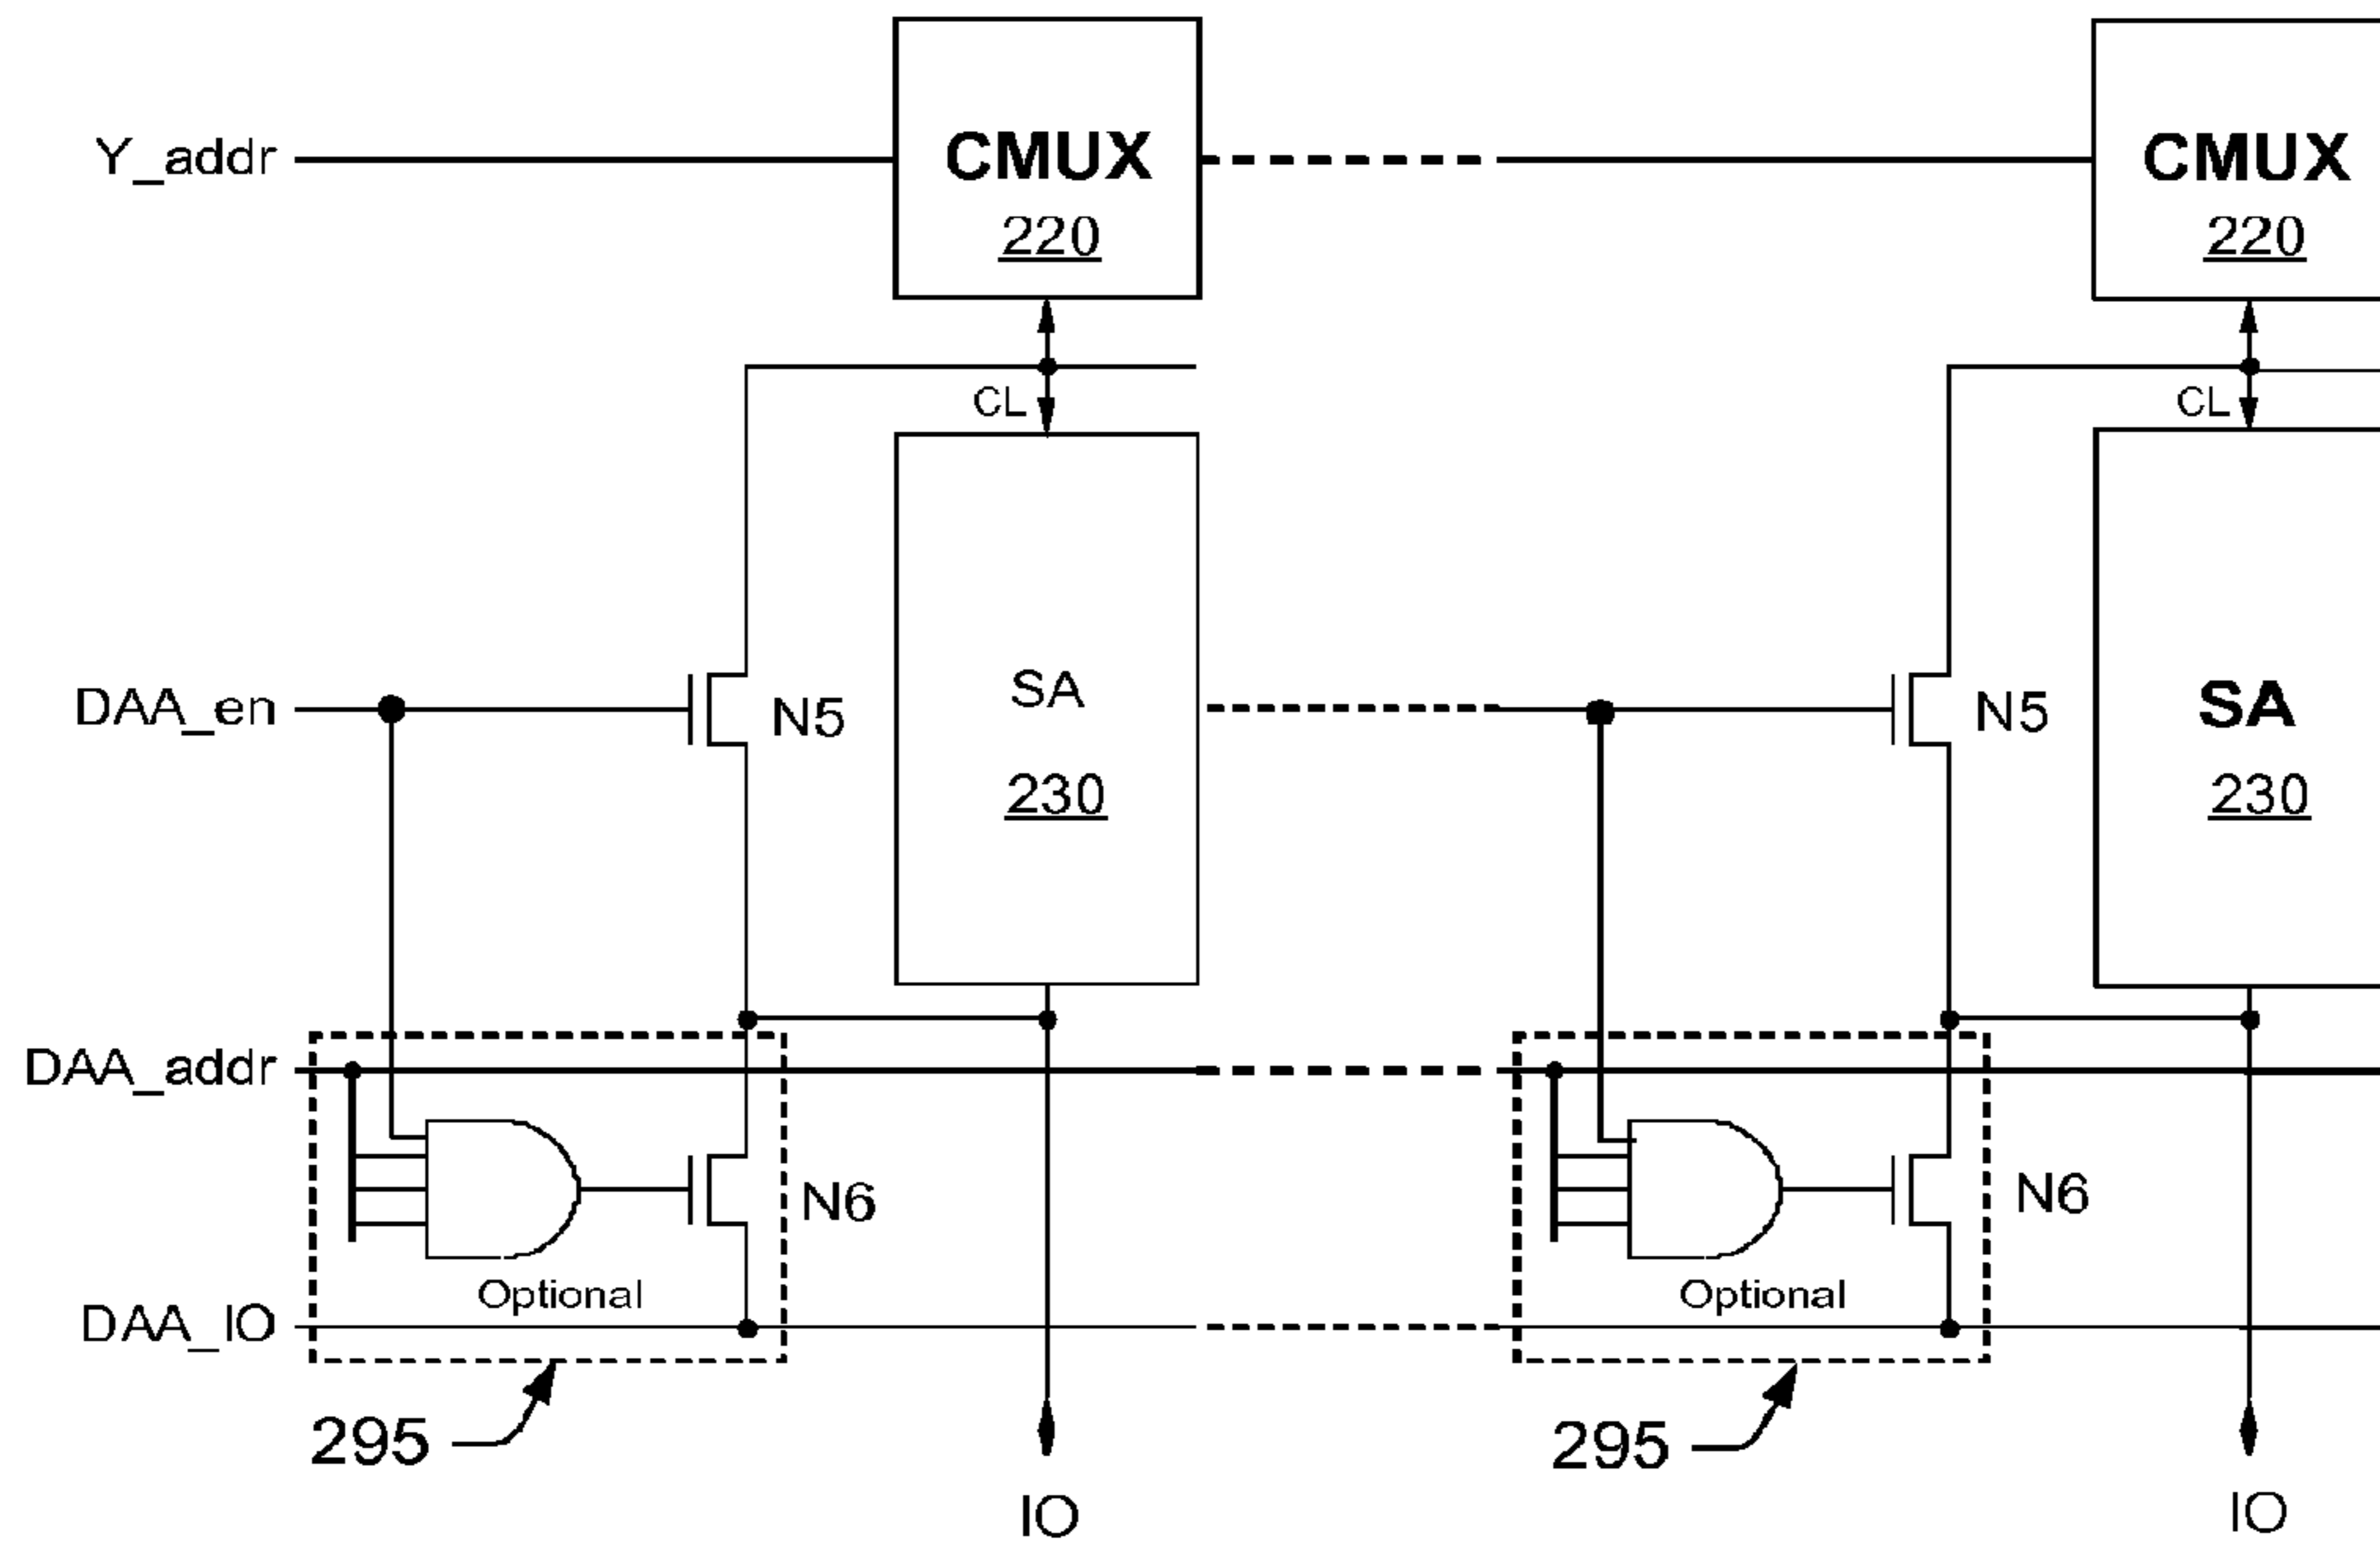 CMUX
220
CMUX
220
Y_addr
CL
CL
DAA_en
N5
SA
230
N5
SA
230
DAA_addr
N6
N6
Optional
Optional
DAA_IO
295
295
IO
IO